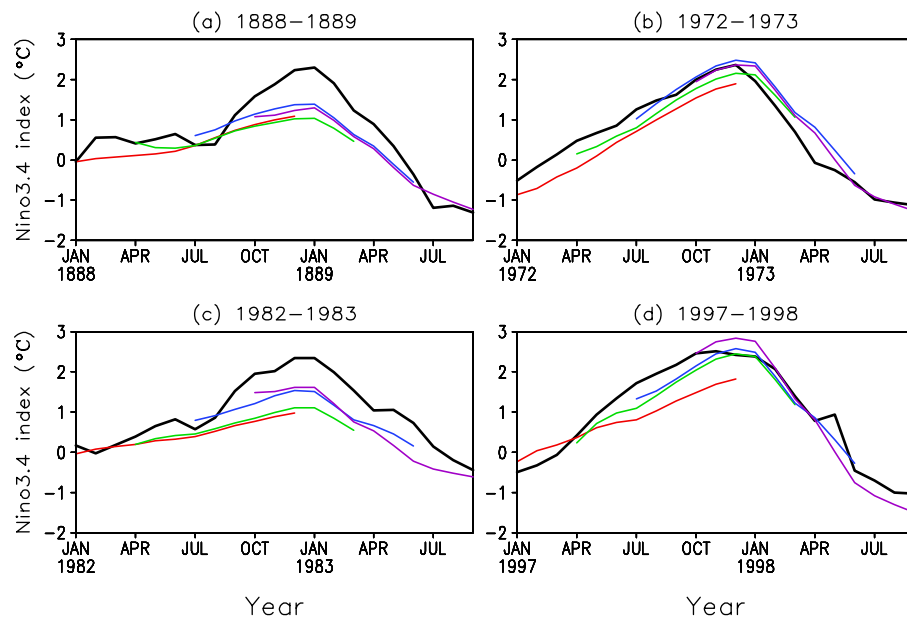 (a) 1888−1889
(b) 1972−1973
Nino3.4 index (°C)
3
2
1
0
−1
−2
JAN APR JUL OCT JAN APR JUL
1888 1889
3
2
1
0
−1
−2
JAN APR JUL OCT JAN APR JUL
1972 1973
(c) 1982−1983
(d) 1997−1998
Nino3.4 index (°C)
3
2
1
0
−1
−2
JAN APR JUL OCT JAN APR JUL
1982 1983
3
2
1
0
−1
−2
JAN APR JUL OCT JAN APR JUL
1997 1998
Year
Year